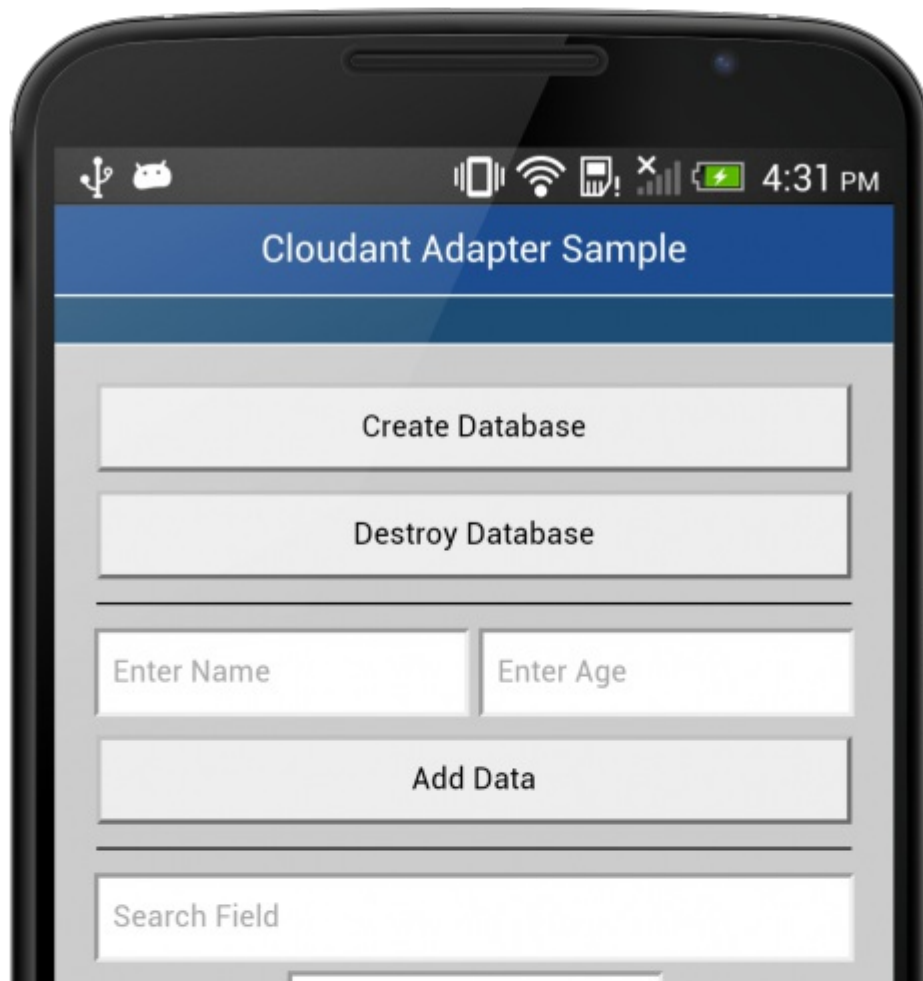 4:31 PM
Cloudant Adapter Sample
Create Database
Destroy Database
Enter Name
Enter Age
Add Data
Search Field